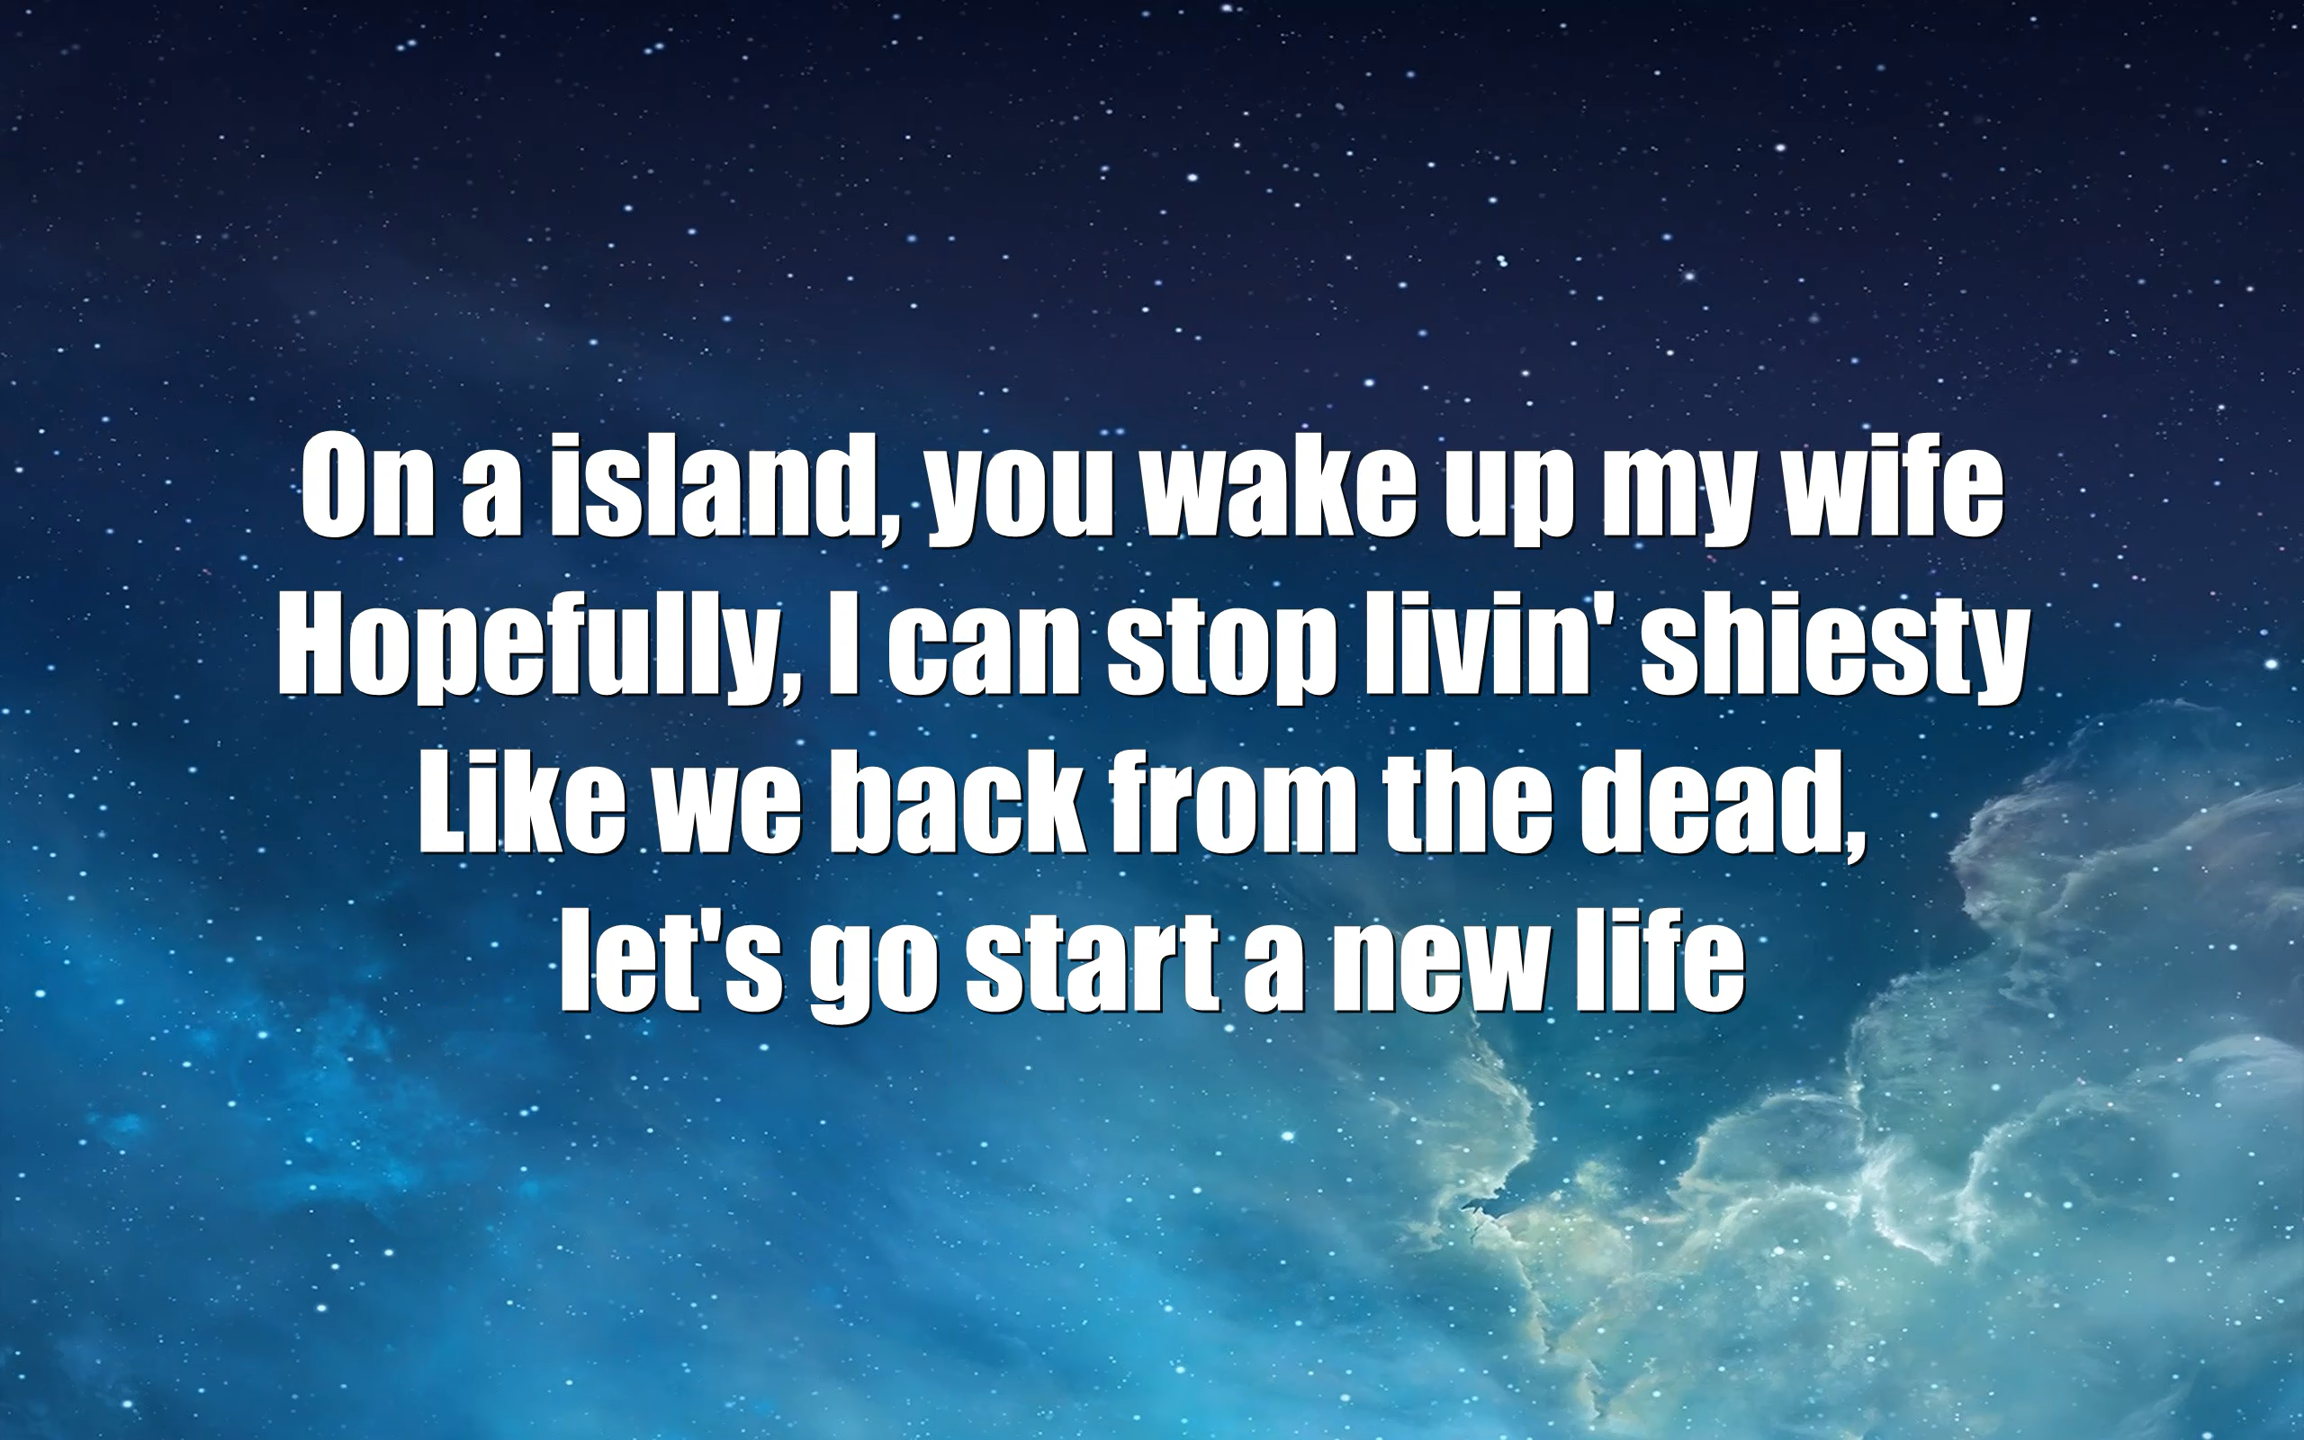 On a island, you wake up my wife
Hopefully, I can stop livin' shiesty
Like we back from the dead,
let's go start a new life